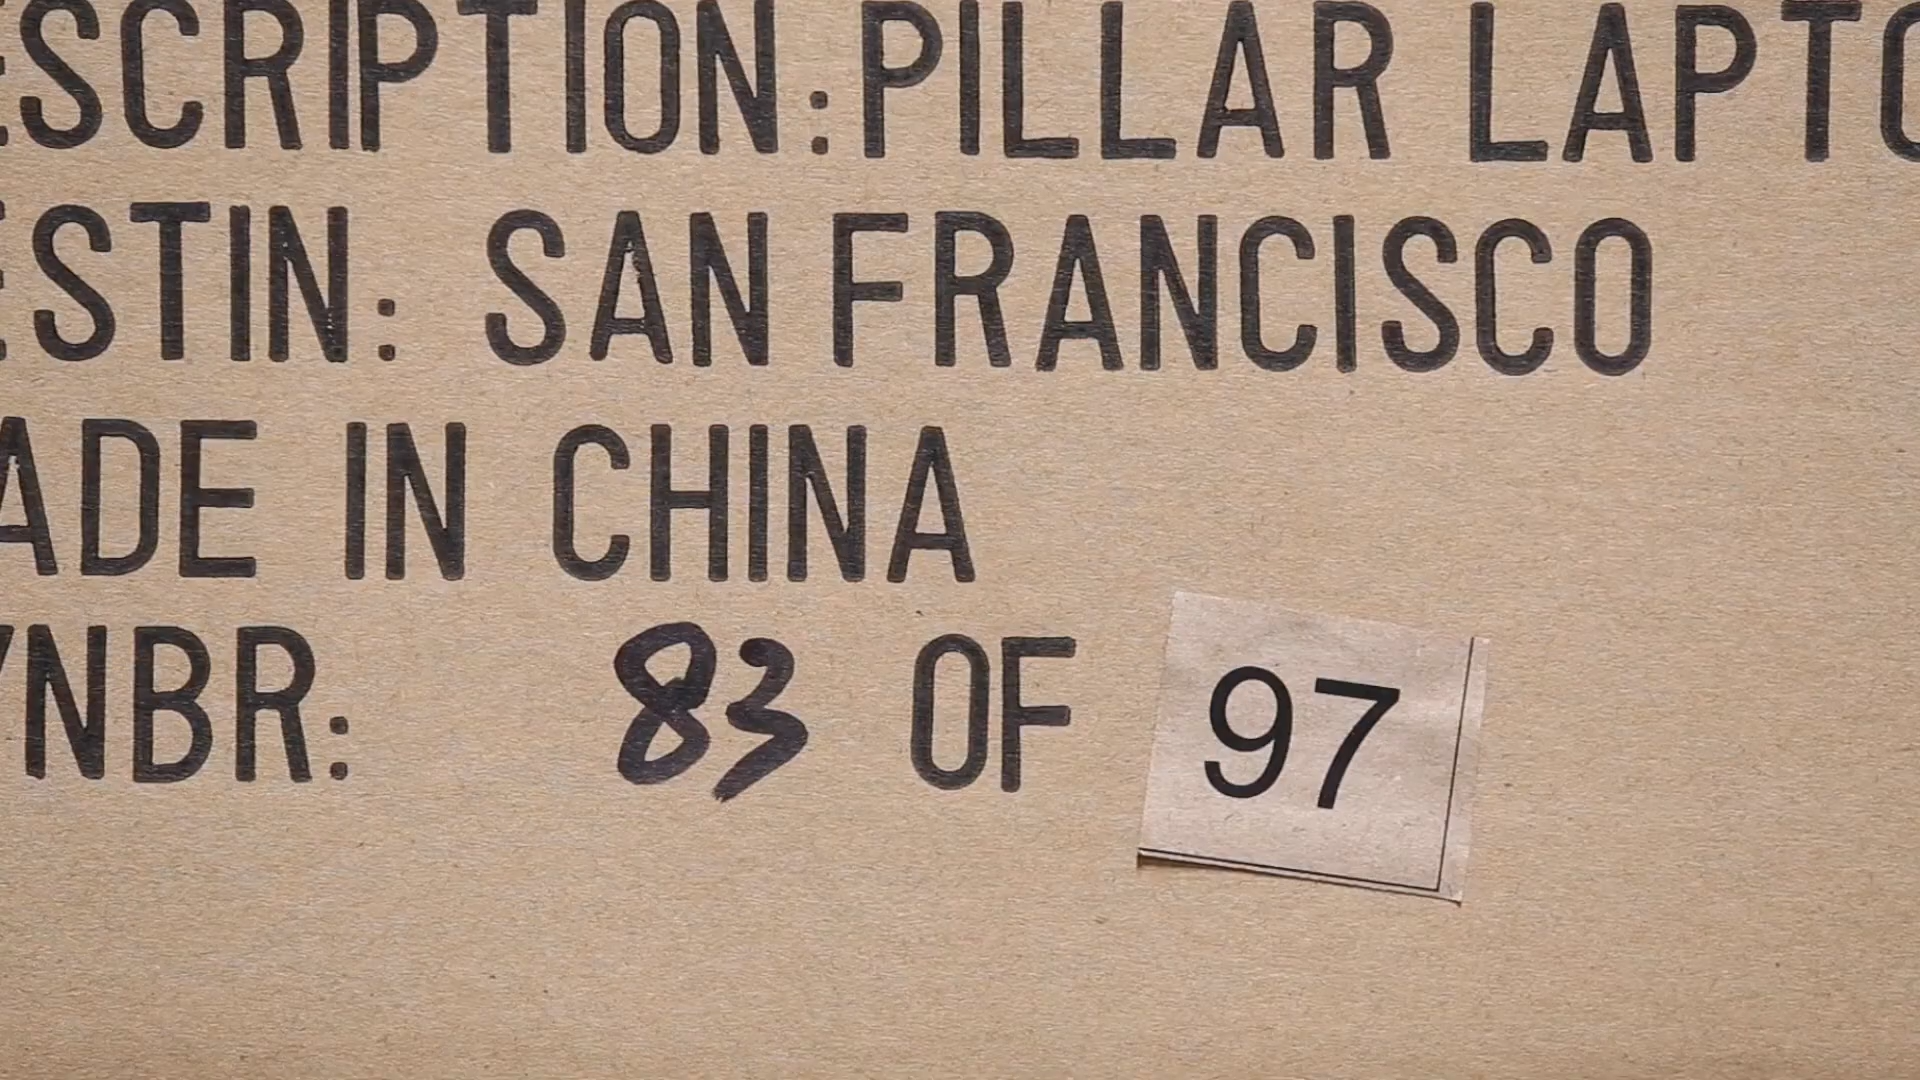 ESCRIPTION:PILLAR LAPTO
ESTIN: SAN FRANCISCO
ADE IN CHINA
/NBR: 83 OF 97